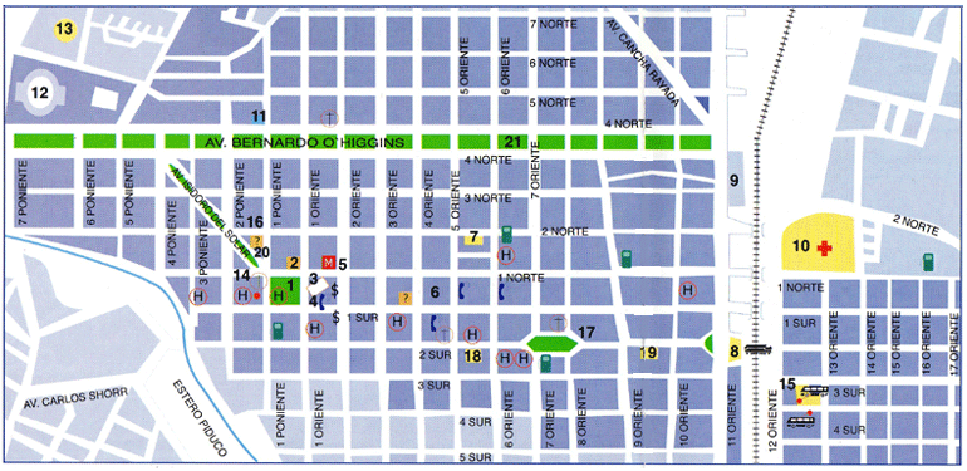 13
7 NORTE
AV. CANCHA RAYADA
5 ORIENTE
6 ORIENTE
6 NORTE
12
5 NORTE
11
4 NORTE
AV. BERNARDO O'HIGGINS
21
4 NORTE
7 PONIENTE
6 PONIENTE
5 PONIENTE
AV. ISIDORO DEL SOLAR
2 PONIENTE
1 PONIENTE
1 ORIENTE
2 ORIENTE
3 ORIENTE
4 ORIENTE
5 ORIENTE
7 ORIENTE
9
3 NORTE
4 PONIENTE
3 PONIENTE
16
?
20
7
2 NORTE
2 NORTE
10
H
2
M
5
14
3
1
4
H
H
H
$
?
6
1 NORTE
H
1 NORTE
H
$
1 SUR
H
H
17
1 SUR
2 SUR
18
H
H
19
8
13 ORIENTE
14 ORIENTE
15 ORIENTE
16 ORIENTE
17 ORIENTE
3 SUR
15
3 SUR
AV. CARLOS SHORR
ESTERO PIDUCO
1 PONIENTE
1 ORIENTE
4 SUR
6 ORIENTE
7 ORIENTE
8 ORIENTE
9 ORIENTE
10 ORIENTE
11 ORIENTE
12 ORIENTE
4 SUR
5 SUR